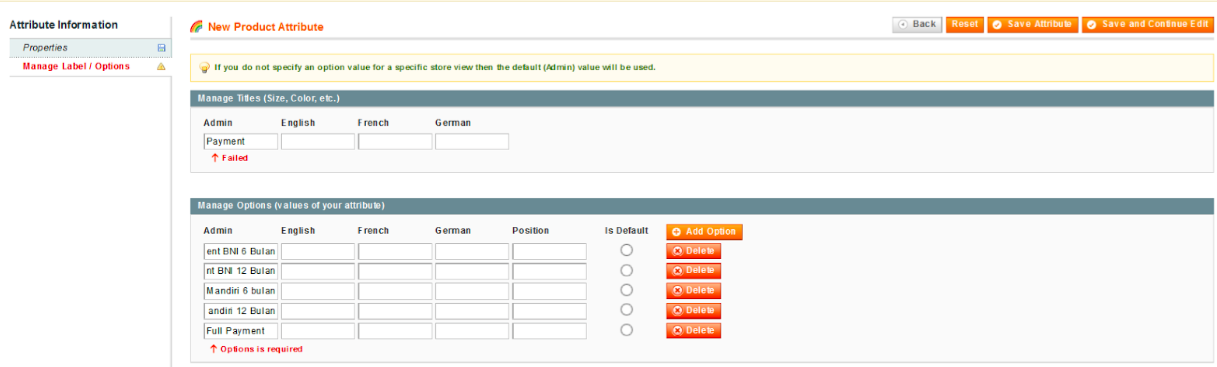 Attribute Information
Properties
Manage Label / Options
New Product Attribute
Back Reset Save Attribute Save and Continue Edit
If you do not specify an option value for a specific store view then the default (Admin) value will be used.
Manage Titles (Size, Color, etc.)
Admin English French German
Payment
↑ Failed
Manage Options (values of your attribute)
Admin English French German Position Is Default Add Option
ent BNI 6 Bulan Delete
nt BNI 12 Bulan Delete
Mandiri 6 bulan Delete
andiri 12 Bulan Delete
Full Payment Delete
↑ Options is required